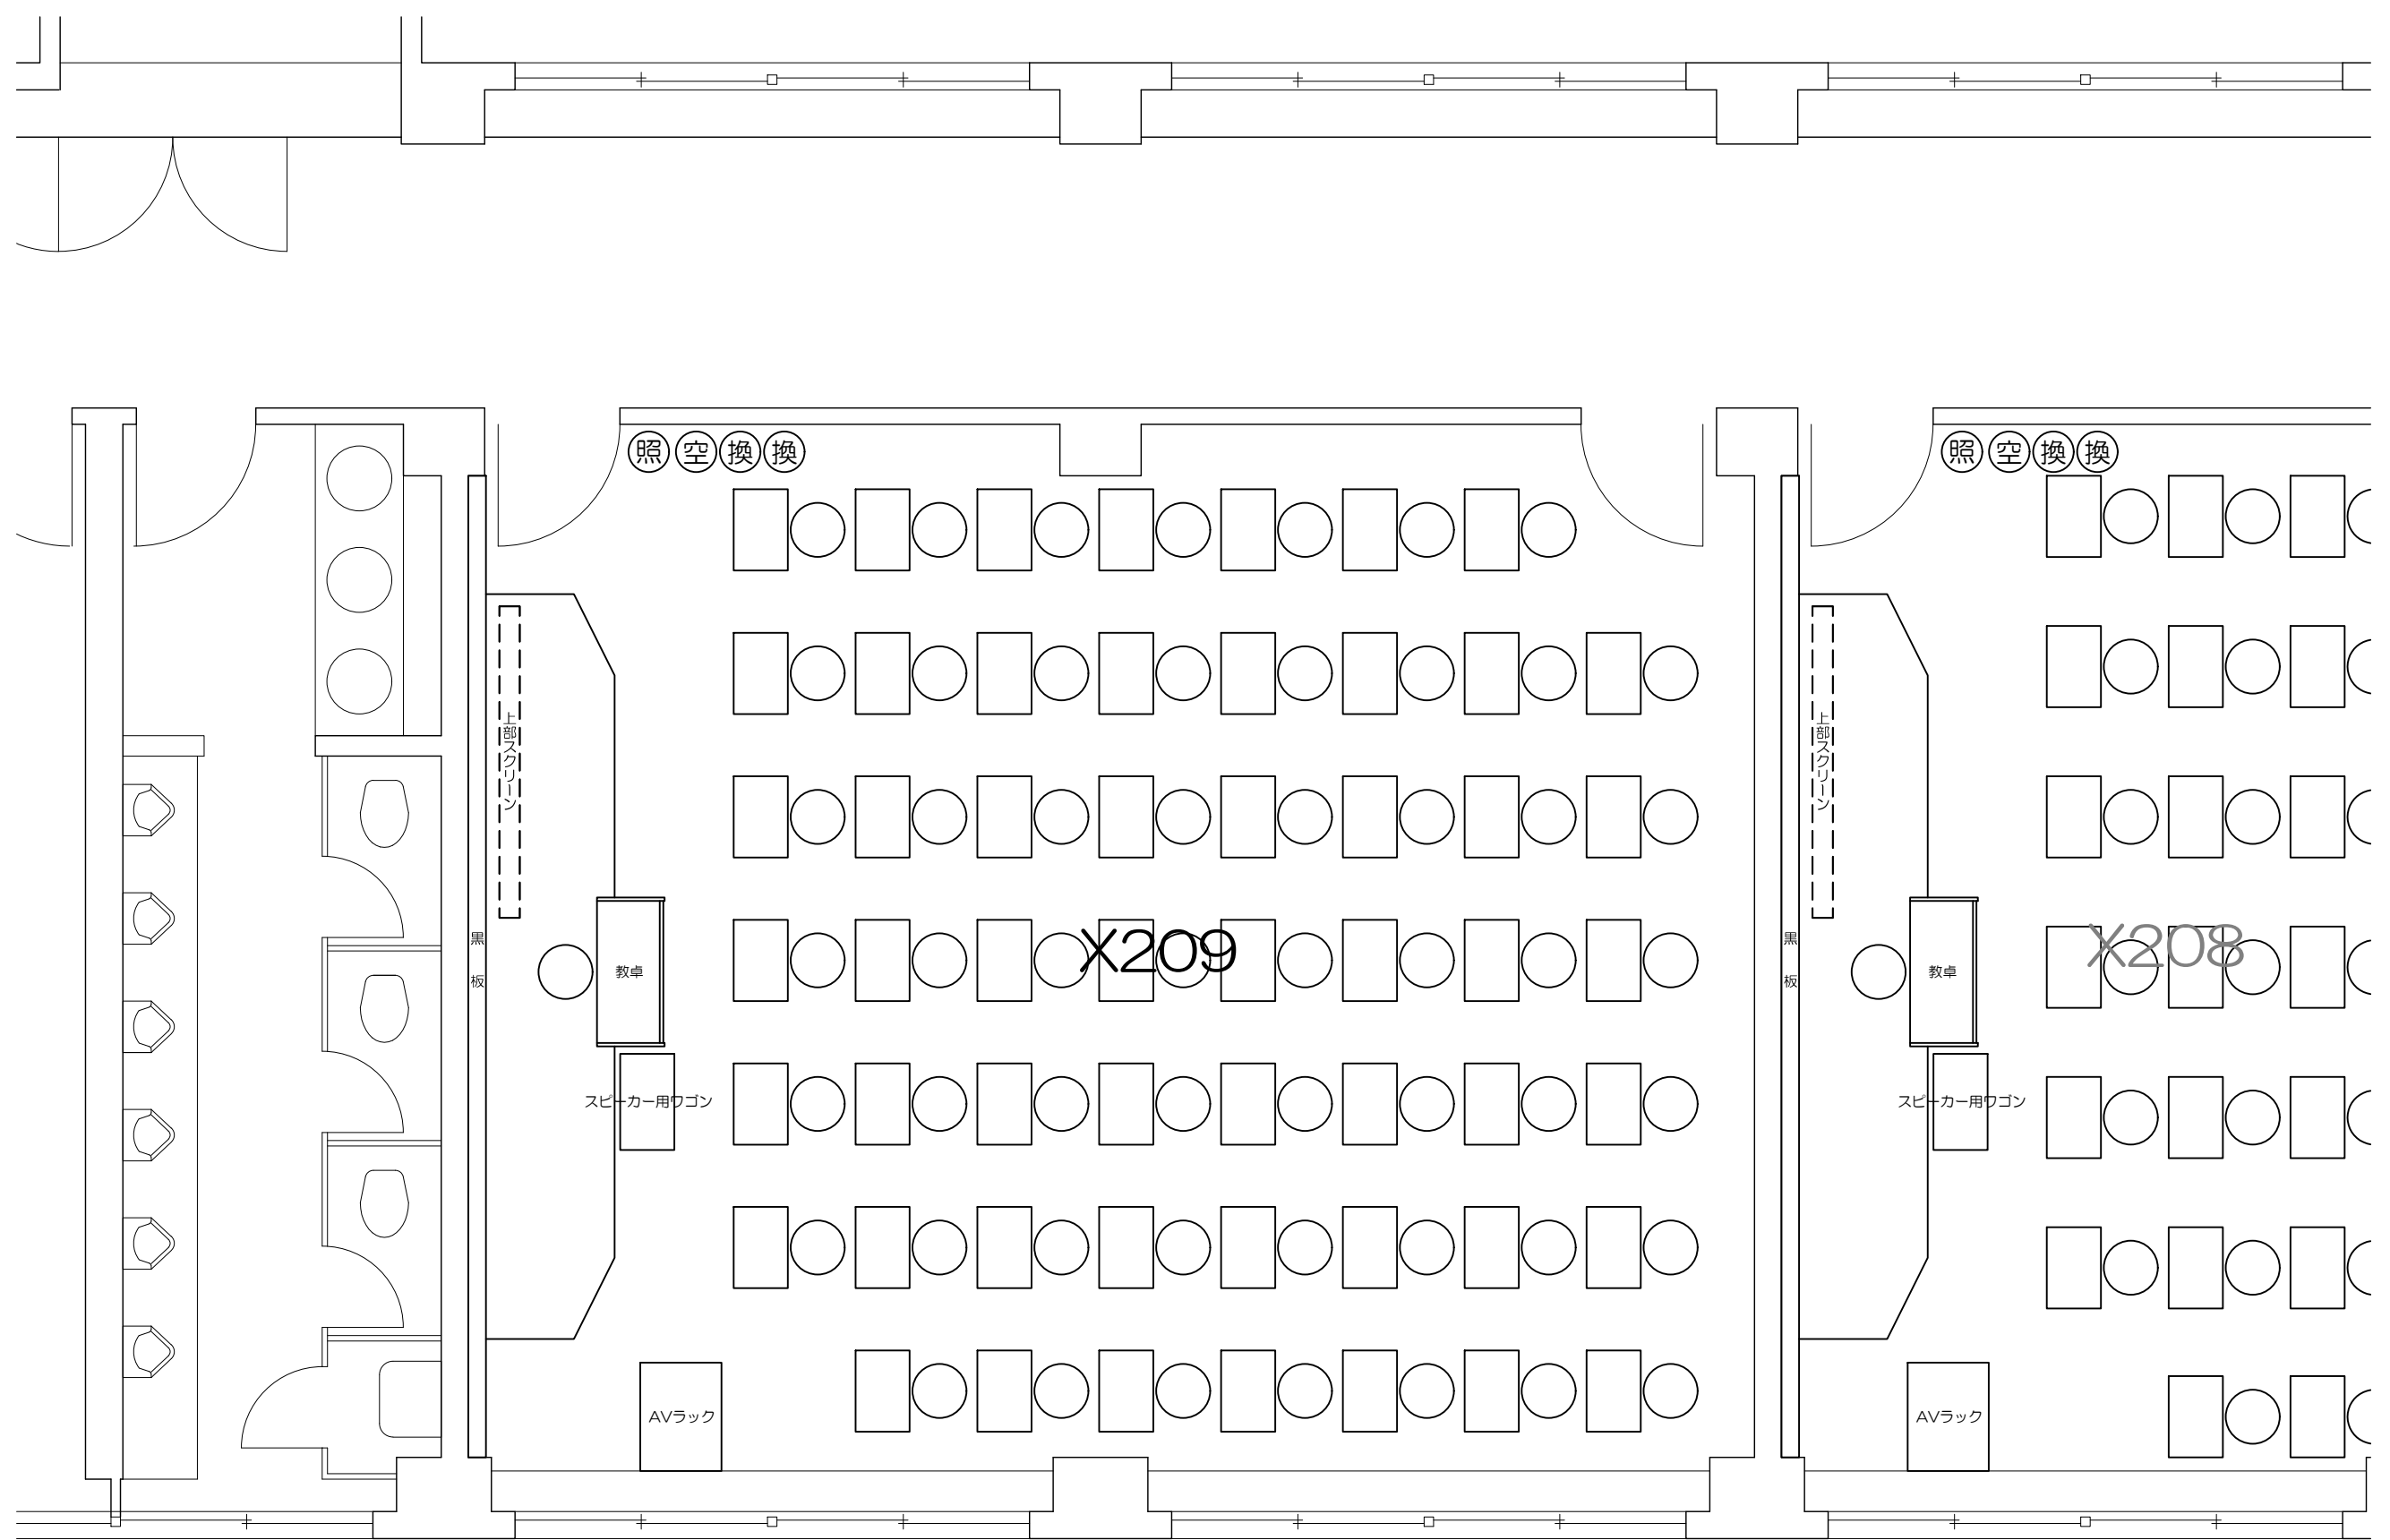 照 空 換 換
照 空 換 換
上部スクリーン
上部スクリーン
黒板
X209
X208
黒板
教卓
教卓
スピーカー用ワゴン
スピーカー用ワゴン
AVラック
AVラック